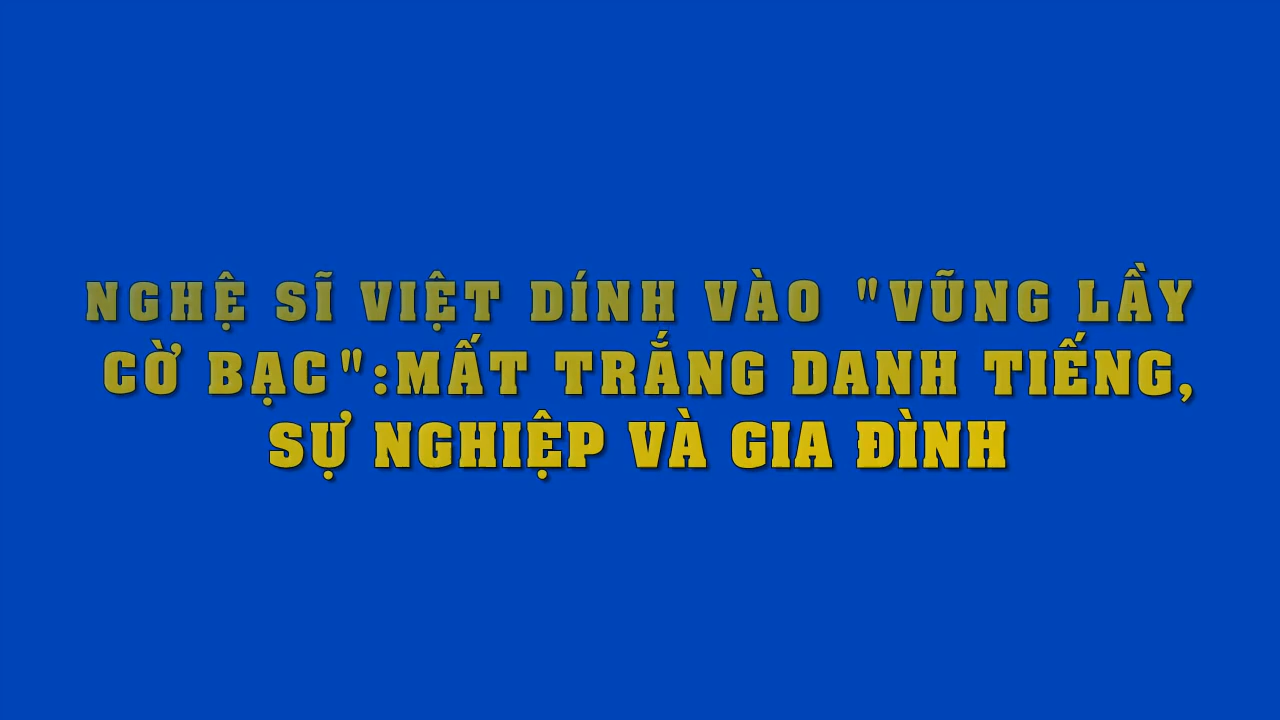 NGHỆ SĨ VIỆT DÍNH VÀO "VŨNG LẦY
CỜ BẠC":MẤT TRẮNG DANH TIẾNG,
SỰ NGHIỆP VÀ GIA ĐÌNH